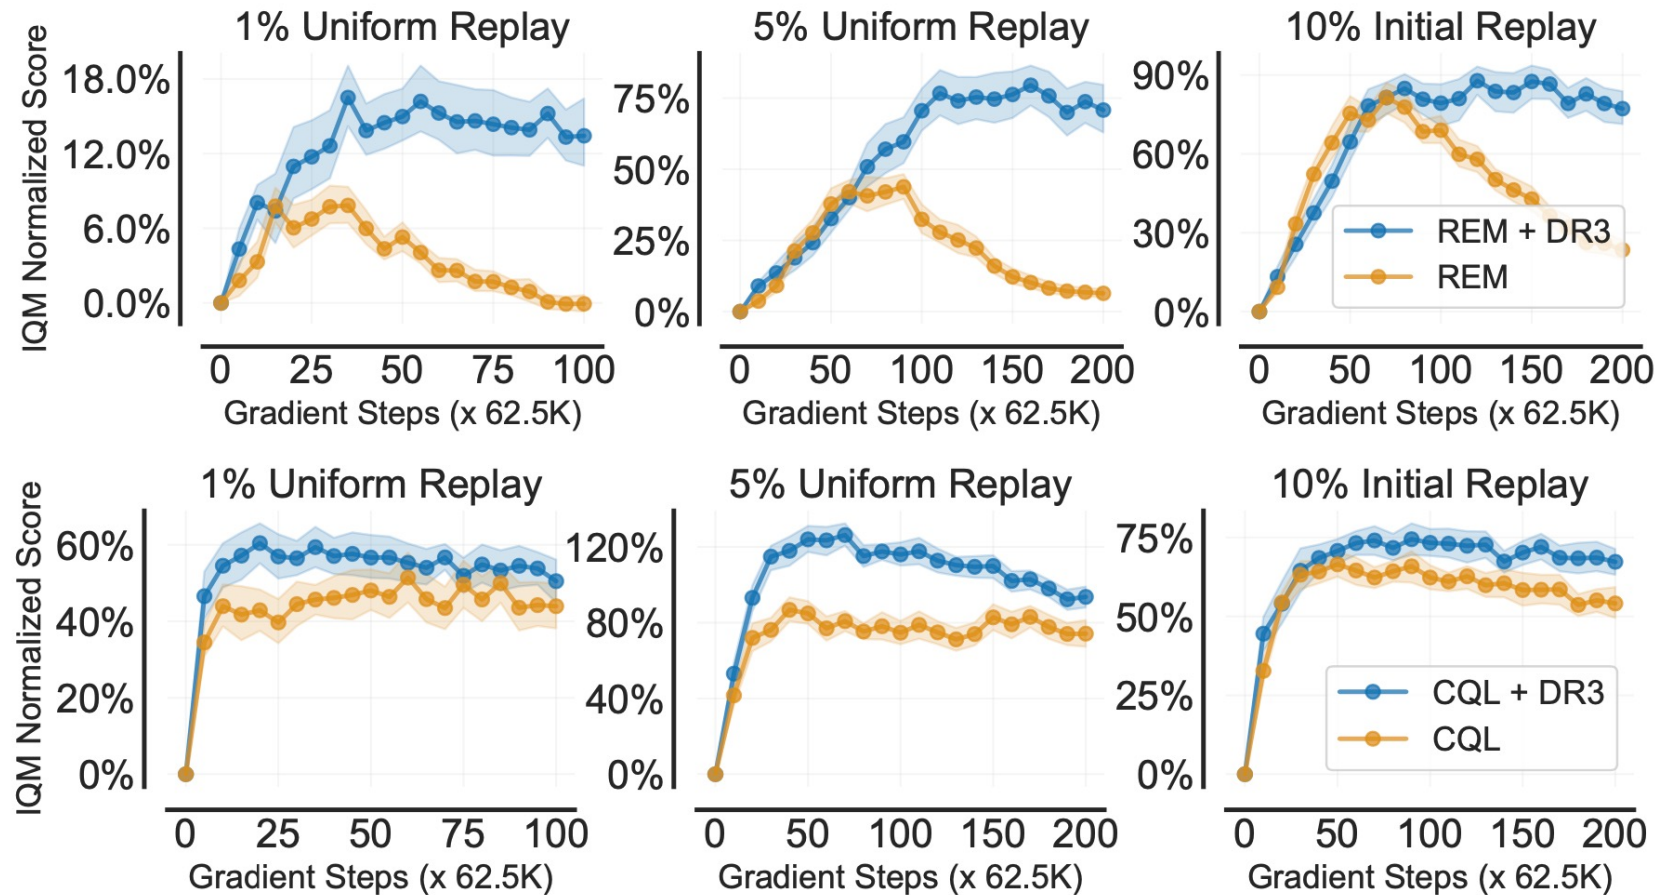 1% Uniform Replay
5% Uniform Replay
10% Initial Replay
IQM Normalized Score
18.0%
12.0%
6.0%
0.0%
0 25 50 75 100
Gradient Steps (x 62.5K)
75%
50%
25%
0%
0 50 100 150 200
Gradient Steps (x 62.5K)
90%
60%
30%
0%
REM + DR3
REM
0 50 100 150 200
Gradient Steps (x 62.5K)
1% Uniform Replay
5% Uniform Replay
10% Initial Replay
IQM Normalized Score
60%
40%
20%
0%
0 25 50 75 100
Gradient Steps (x 62.5K)
120%
80%
40%
0%
0 50 100 150 200
Gradient Steps (x 62.5K)
75%
50%
25%
0%
CQL + DR3
CQL
0 50 100 150 200
Gradient Steps (x 62.5K)